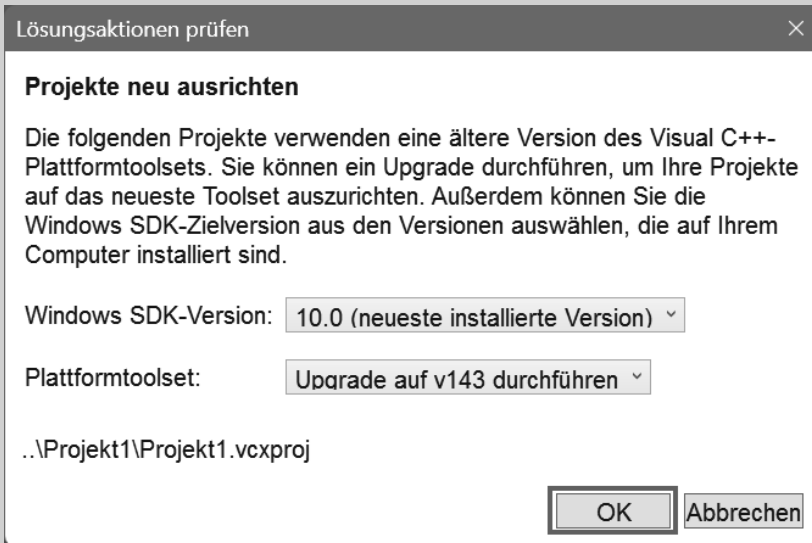 Lösungsaktionen prüfen
Projekte neu ausrichten
Die folgenden Projekte verwenden eine ältere Version des Visual C++-
Plattformtoolsets. Sie können ein Upgrade durchführen, um Ihre Projekte
auf das neueste Toolset auszurichten. Außerdem können Sie die
Windows SDK-Zielversion aus den Versionen auswählen, die auf Ihrem
Computer installiert sind.
Windows SDK-Version: 10.0 (neueste installierte Version)
Plattformtoolset: Upgrade auf v143 durchführen
..\Projekt1\Projekt1.vcxproj
OK Abbrechen